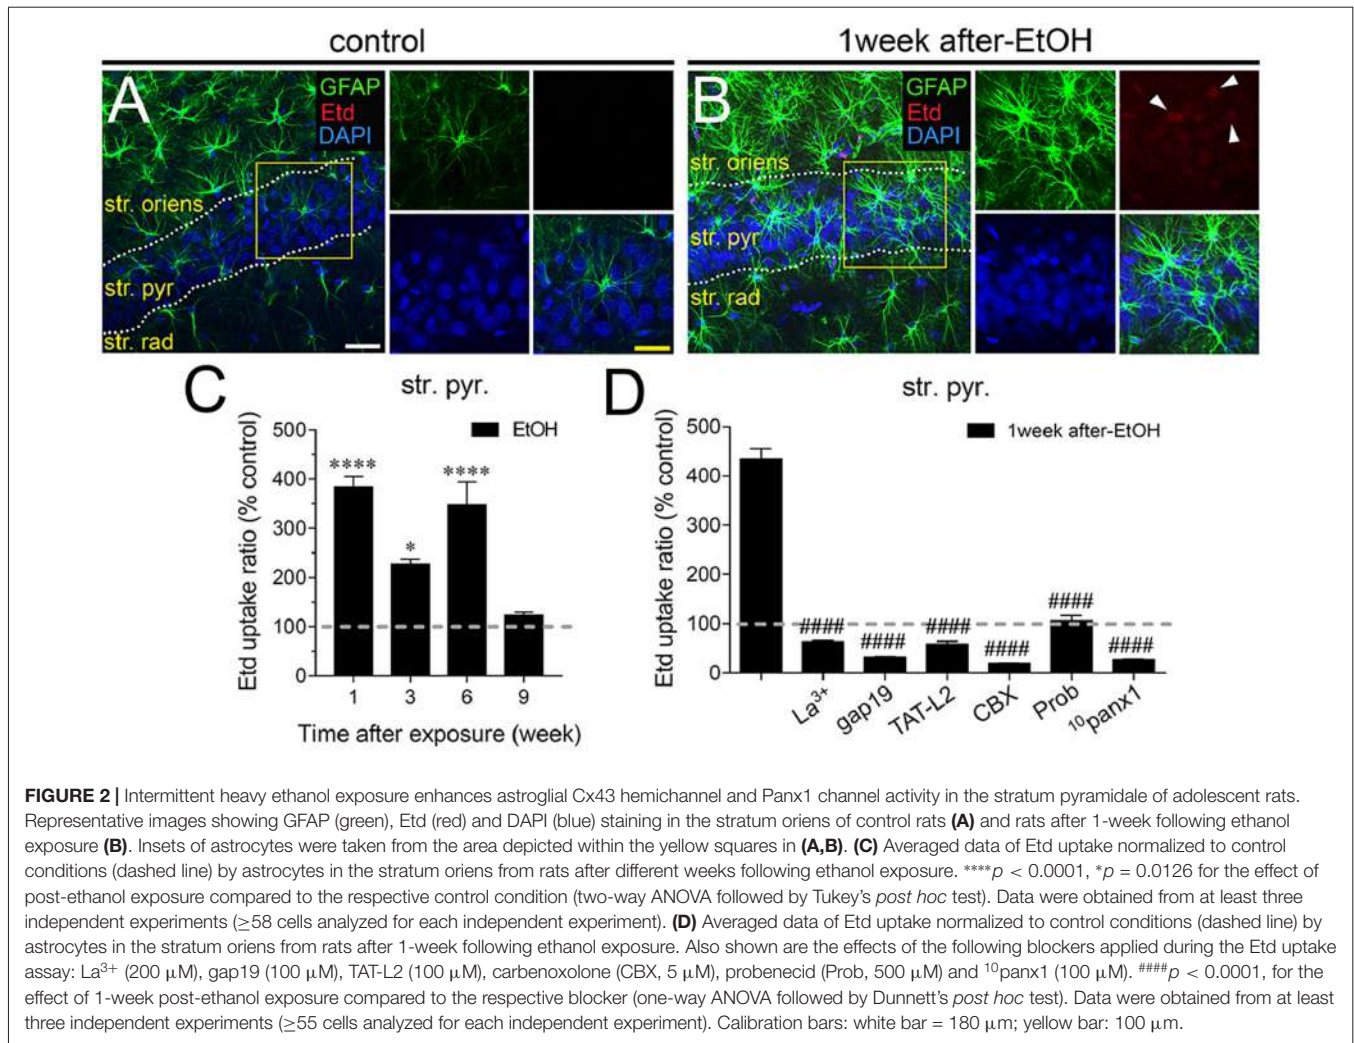 control
1week after-EtOH
A
GFAP
Etd
DAPI
str. oriens
str. pyr
str. rad
B
GFAP
Etd
DAPI
str. oriens
str. pyr
str. rad
C
str. pyr.
Etd uptake ratio (% control)
500
400
300
200
100
0
EtOH
****
*
****
1 3 6 9
Time after exposure (week)
D
str. pyr.
Etd uptake ratio (% control)
500
400
300
200
100
0
1week after-EtOH
#### #### #### #### #### ####
La³⁺ gap19 TAT-L2 CBX Prob ¹⁰panx1
FIGURE 2 | Intermittent heavy ethanol exposure enhances astroglial Cx43 hemichannel and Panx1 channel activity in the stratum pyramidale of adolescent rats.
Representative images showing GFAP (green), Etd (red) and DAPI (blue) staining in the stratum oriens of control rats (A) and rats after 1-week following ethanol
exposure (B). Insets of astrocytes were taken from the area depicted within the yellow squares in (A,B). (C) Averaged data of Etd uptake normalized to control
conditions (dashed line) by astrocytes in the stratum oriens from rats after different weeks following ethanol exposure. ****p < 0.0001, *p = 0.0126 for the effect of
post-ethanol exposure compared to the respective control condition (two-way ANOVA followed by Tukey's post hoc test). Data were obtained from at least three
independent experiments (≥58 cells analyzed for each independent experiment). (D) Averaged data of Etd uptake normalized to control conditions (dashed line) by
astrocytes in the stratum oriens from rats after 1-week following ethanol exposure. Also shown are the effects of the following blockers applied during the Etd uptake
assay: La³⁺ (200 μM), gap19 (100 μM), TAT-L2 (100 μM), carbenoxolone (CBX, 5 μM), probenecid (Prob, 500 μM) and ¹⁰panx1 (100 μM). ####p < 0.0001, for the
effect of 1-week post-ethanol exposure compared to the respective blocker (one-way ANOVA followed by Dunnett's post hoc test). Data were obtained from at least
three independent experiments (≥55 cells analyzed for each independent experiment). Calibration bars: white bar = 180 μm; yellow bar: 100 μm.